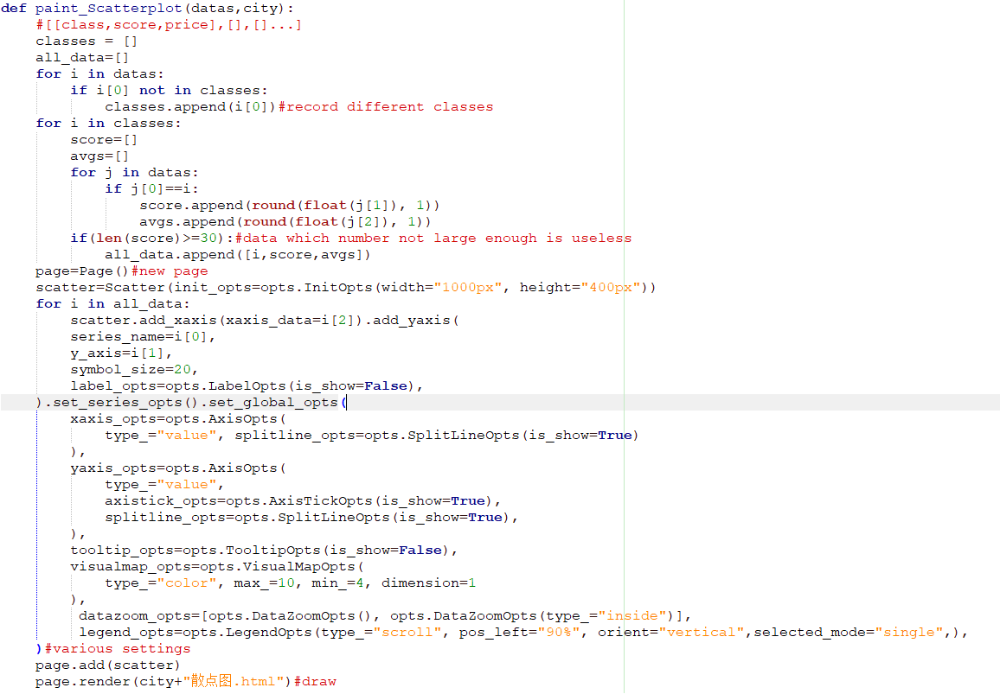 def paint_Scatterplot(datas,city):
    #[[class,score,price],[],[]...]
    classes = []
    all_data=[]
    for i in datas:
        if i[0] not in classes:
            classes.append(i[0])#record different classes
    for i in classes:
        score=[]
        avgs=[]
        for j in datas:
            if j[0]==i:
                score.append(round(float(j[1]), 1))
                avgs.append(round(float(j[2]), 1))
        if(len(score)>=30):#data which number not large enough is useless
            all_data.append([i,score,avgs])
    page=Page()#new page
    scatter=Scatter(init_opts=opts.InitOpts(width="1000px", height="400px"))
    for i in all_data:
        scatter.add_xaxis(xaxis_data=i[2]).add_yaxis(
        series_name=i[0],
        y_axis=i[1],
        symbol_size=20,
        label_opts=opts.LabelOpts(is_show=False),
    ).set_series_opts().set_global_opts(
        xaxis_opts=opts.AxisOpts(
            type_="value", splitline_opts=opts.SplitLineOpts(is_show=True)
        ),
        yaxis_opts=opts.AxisOpts(
            type_="value",
            axistick_opts=opts.AxisTickOpts(is_show=True),
            splitline_opts=opts.SplitLineOpts(is_show=True),
        ),
        tooltip_opts=opts.TooltipOpts(is_show=False),
        visualmap_opts=opts.VisualMapOpts(
            type_="color", max_=10, min_=4, dimension=1
        ),
         datazoom_opts=[opts.DataZoomOpts(), opts.DataZoomOpts(type_="inside")],
         legend_opts=opts.LegendOpts(type_="scroll", pos_left="90%", orient="vertical",selected_mode="single",),
    )#various settings
    page.add(scatter)
    page.render(city+"散点图.html")#draw